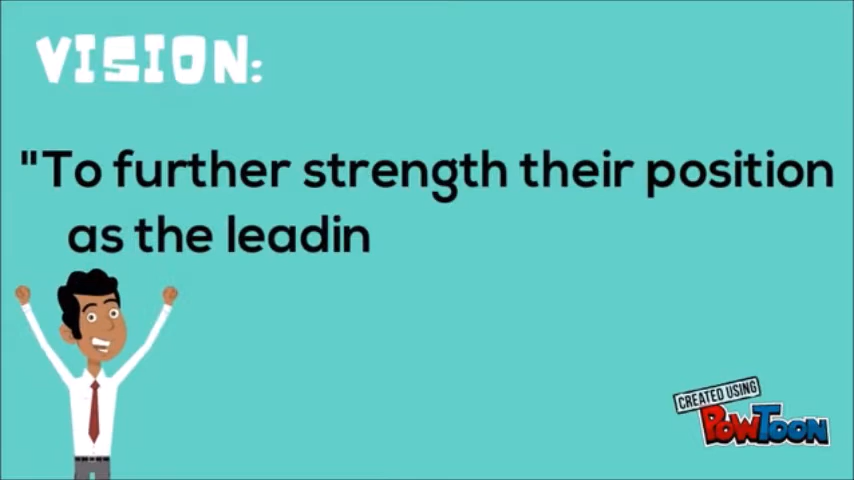 VISION:
"To further strength their position
as the leadin
CREATED USING
POWTOON